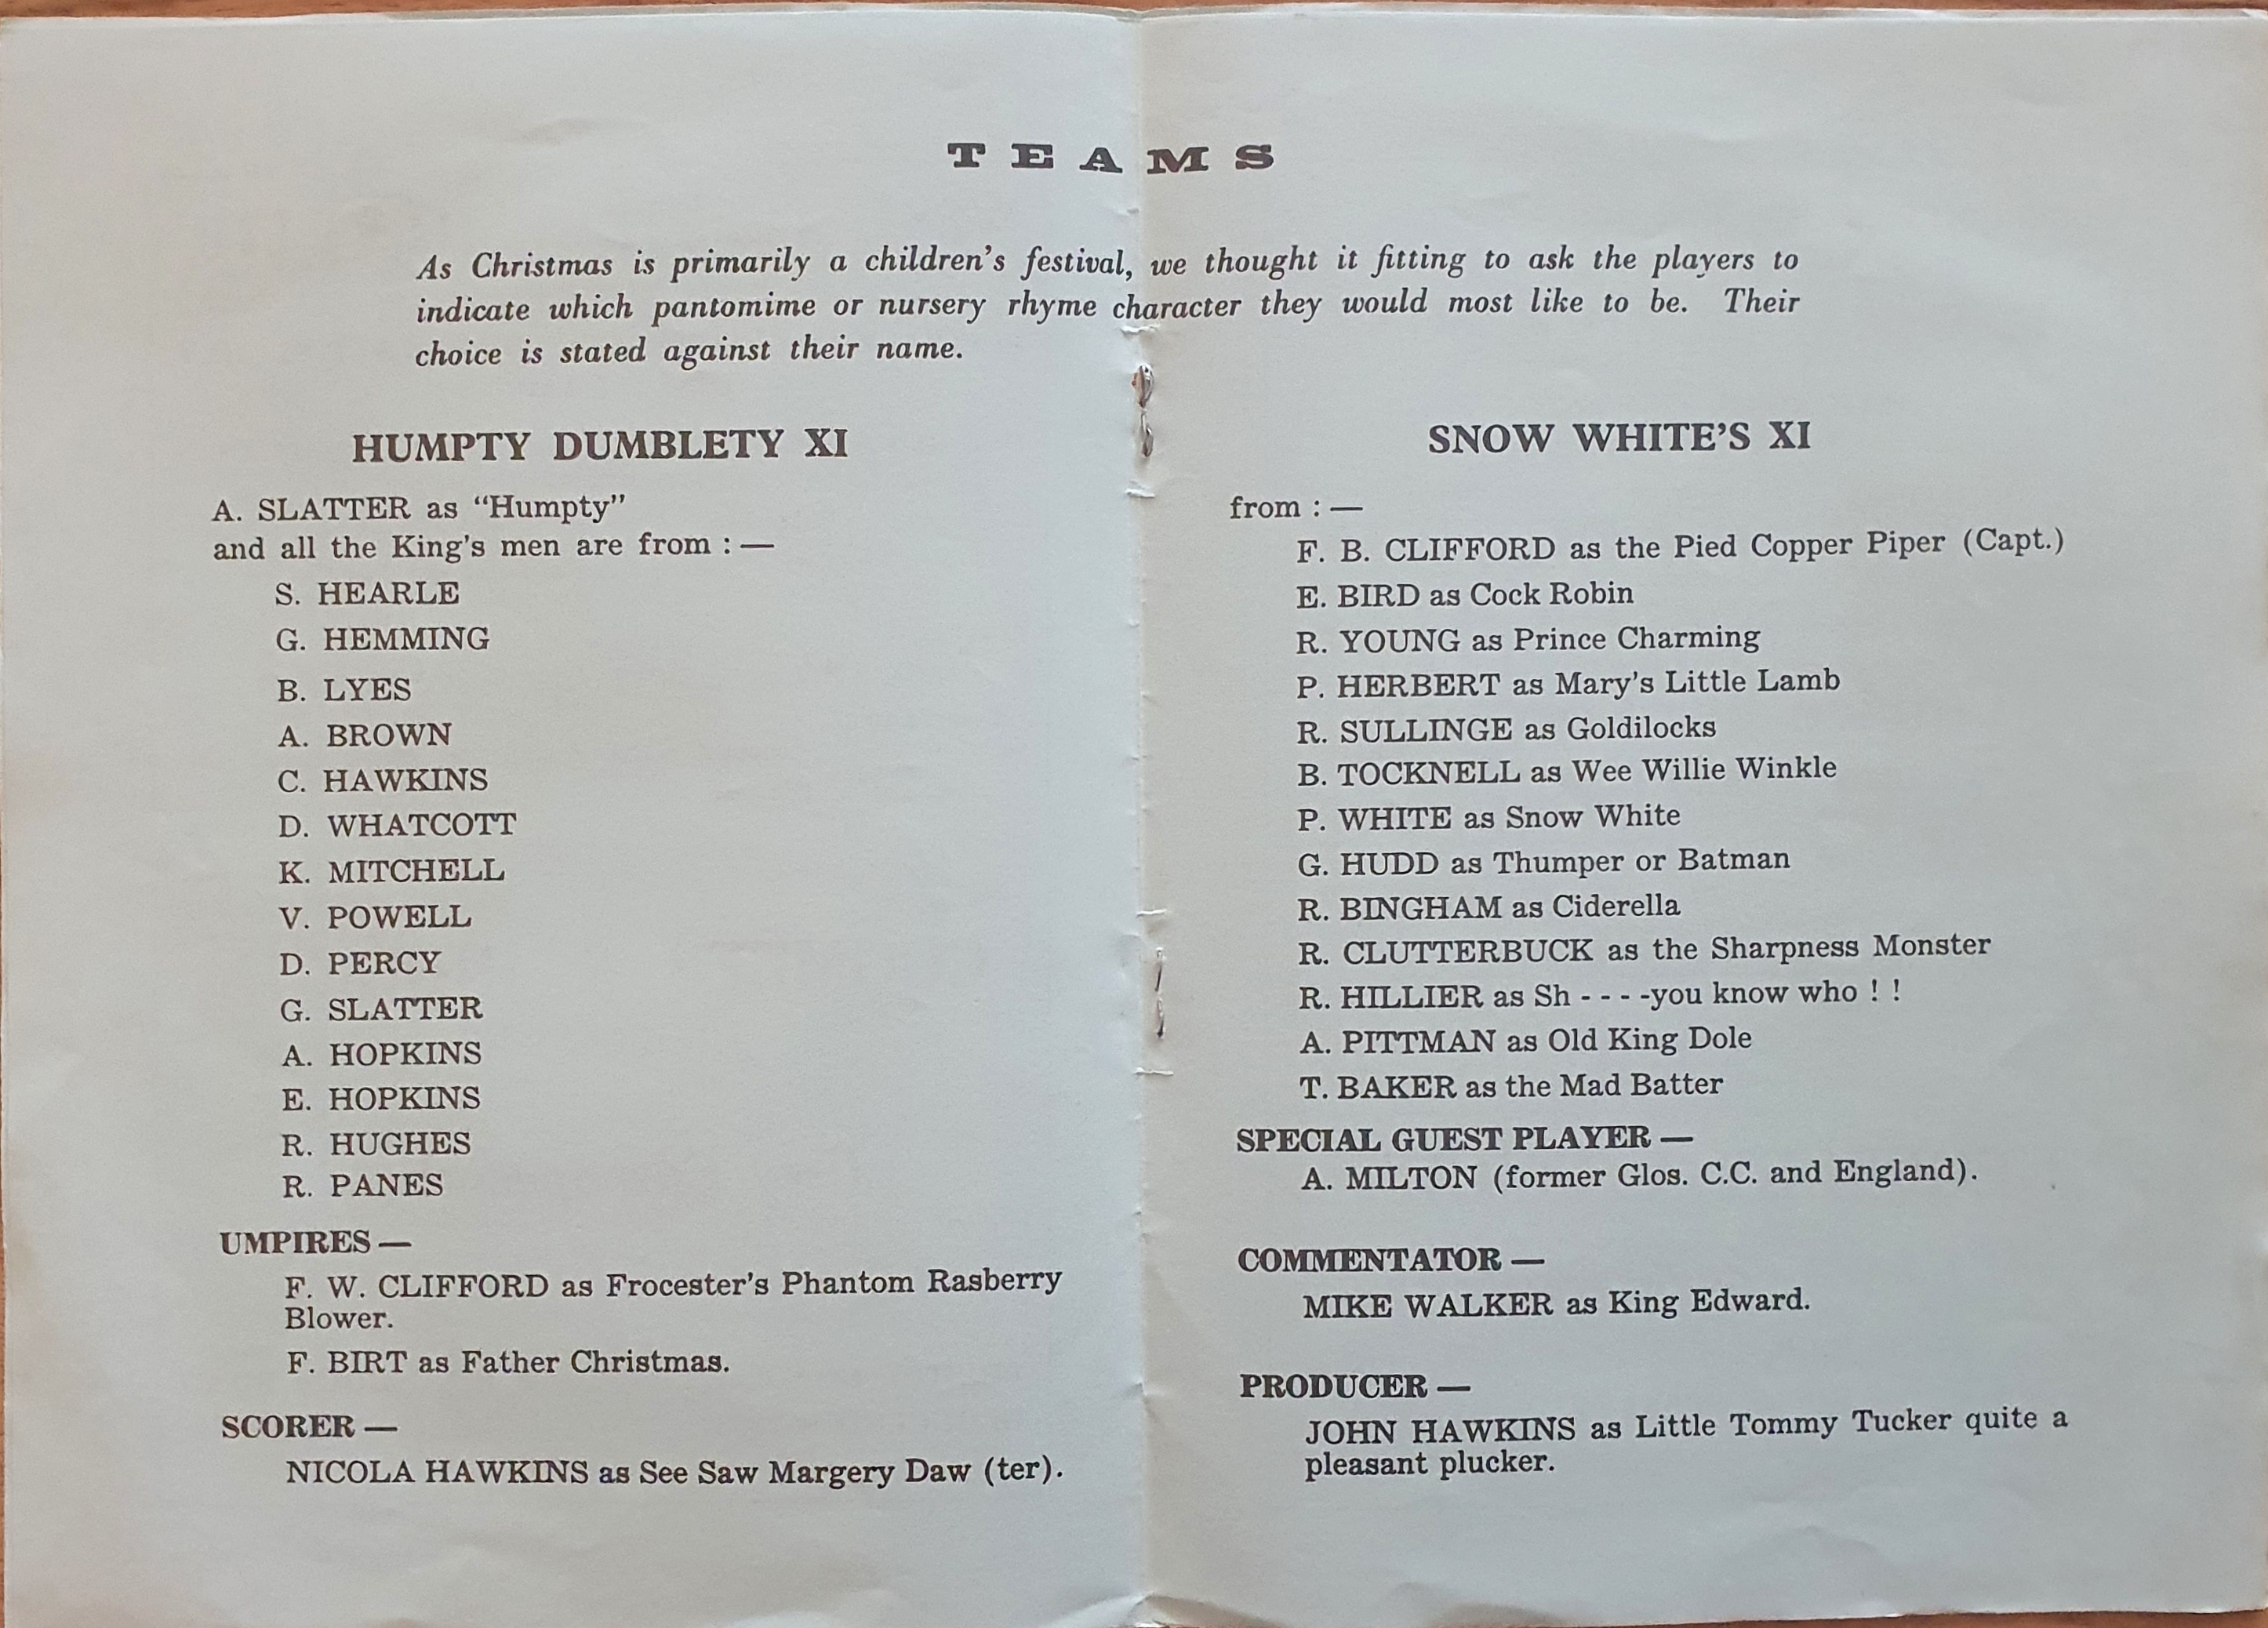 TEAMS
As Christmas is primarily a children's festival, we thought it fitting to ask the players to
indicate which pantomime or nursery rhyme character they would most like to be. Their
choice is stated against their name.
HUMPTY DUMBLETY XI
A. SLATTER as "Humpty"
and all the King's men are from : —
S. HEARLE
G. HEMMING
B. LYES
A. BROWN
C. HAWKINS
D. WHATCOTT
K. MITCHELL
V. POWELL
D. PERCY
G. SLATTER
A. HOPKINS
E. HOPKINS
R. HUGHES
R. PANES
UMPIRES —
F. W. CLIFFORD as Frocester's Phantom Rasberry
Blower.
F. BIRT as Father Christmas.
SCORER —
NICOLA HAWKINS as See Saw Margery Daw (ter).
SNOW WHITE'S XI
from : —
F. B. CLIFFORD as the Pied Copper Piper (Capt.)
E. BIRD as Cock Robin
R. YOUNG as Prince Charming
P. HERBERT as Mary's Little Lamb
R. SULLINGE as Goldilocks
B. TOCKNELL as Wee Willie Winkle
P. WHITE as Snow White
G. HUDD as Thumper or Batman
R. BINGHAM as Ciderella
R. CLUTTERBUCK as the Sharpness Monster
R. HILLIER as Sh - - - -you know who ! !
A. PITTMAN as Old King Dole
T. BAKER as the Mad Batter
SPECIAL GUEST PLAYER —
A. MILTON (former Glos. C.C. and England).
COMMENTATOR —
MIKE WALKER as King Edward.
PRODUCER —
JOHN HAWKINS as Little Tommy Tucker quite a
pleasant plucker.